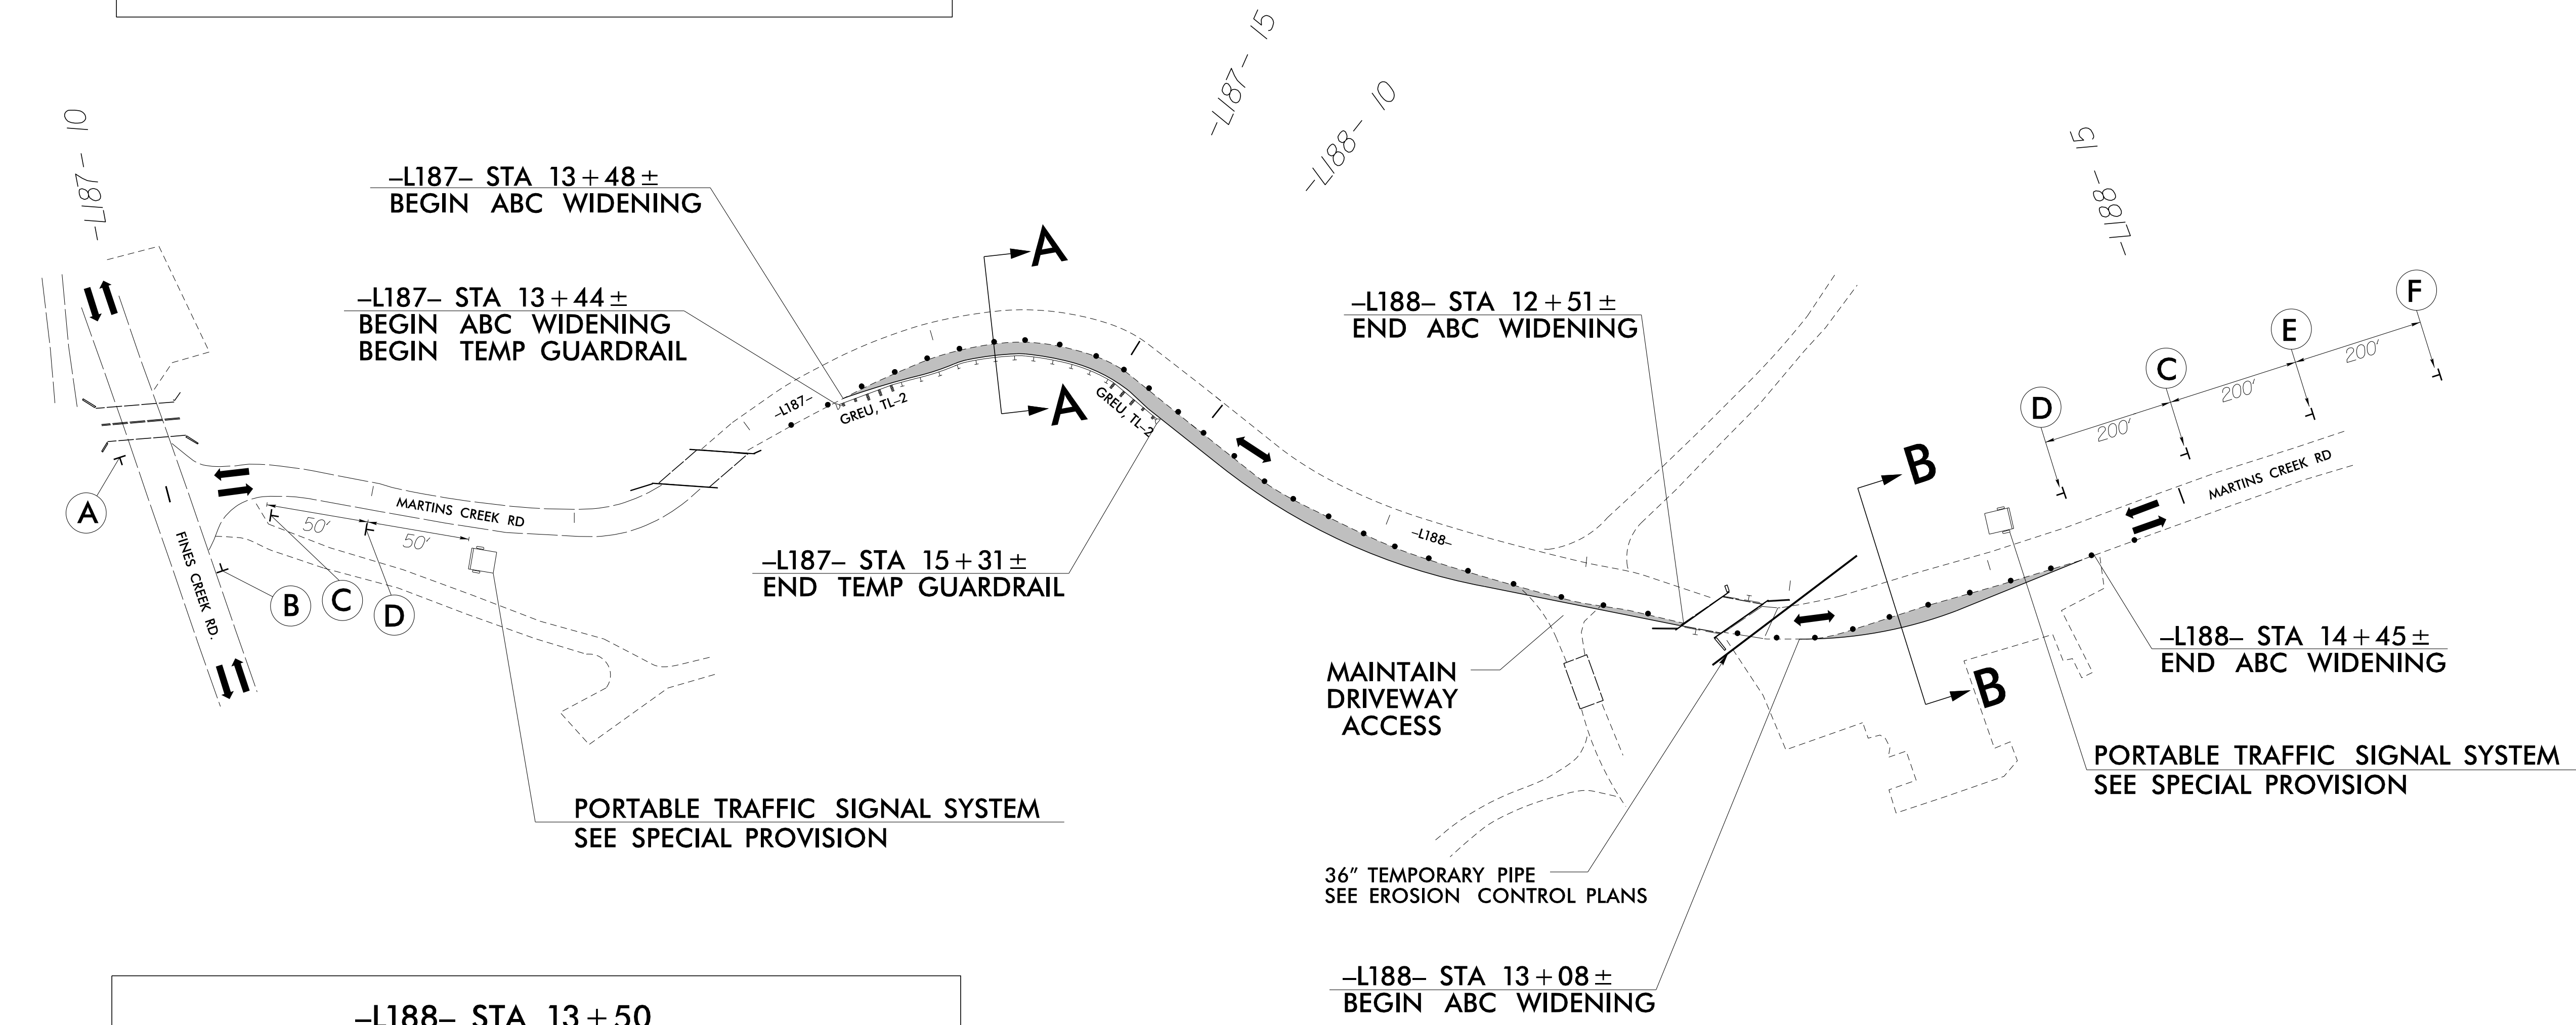 -L187- 10
-L187- 15
-L188- 10
-L188- 15
–L187– STA 13+48±
BEGIN ABC WIDENING
–L187– STA 13+44±
BEGIN ABC WIDENING
BEGIN TEMP GUARDRAIL
A
A
–L188– STA 12+51±
END ABC WIDENING
F
E
C
D
200'
200'
200'
–L187–
GREU, TL–2
GREU, TL–2
B
B
MARTINS CREEK RD
A
50'
50'
MARTINS CREEK RD
FINES CREEK RD.
B
C
D
–L188–
–L187– STA 15+31±
END TEMP GUARDRAIL
MAINTAIN
DRIVEWAY
ACCESS
–L188– STA 14+45±
END ABC WIDENING
PORTABLE TRAFFIC SIGNAL SYSTEM
SEE SPECIAL PROVISION
PORTABLE TRAFFIC SIGNAL SYSTEM
SEE SPECIAL PROVISION
36" TEMPORARY PIPE
SEE EROSION CONTROL PLANS
–L188– STA 13+08±
BEGIN ABC WIDENING
–L188– STA 13+50